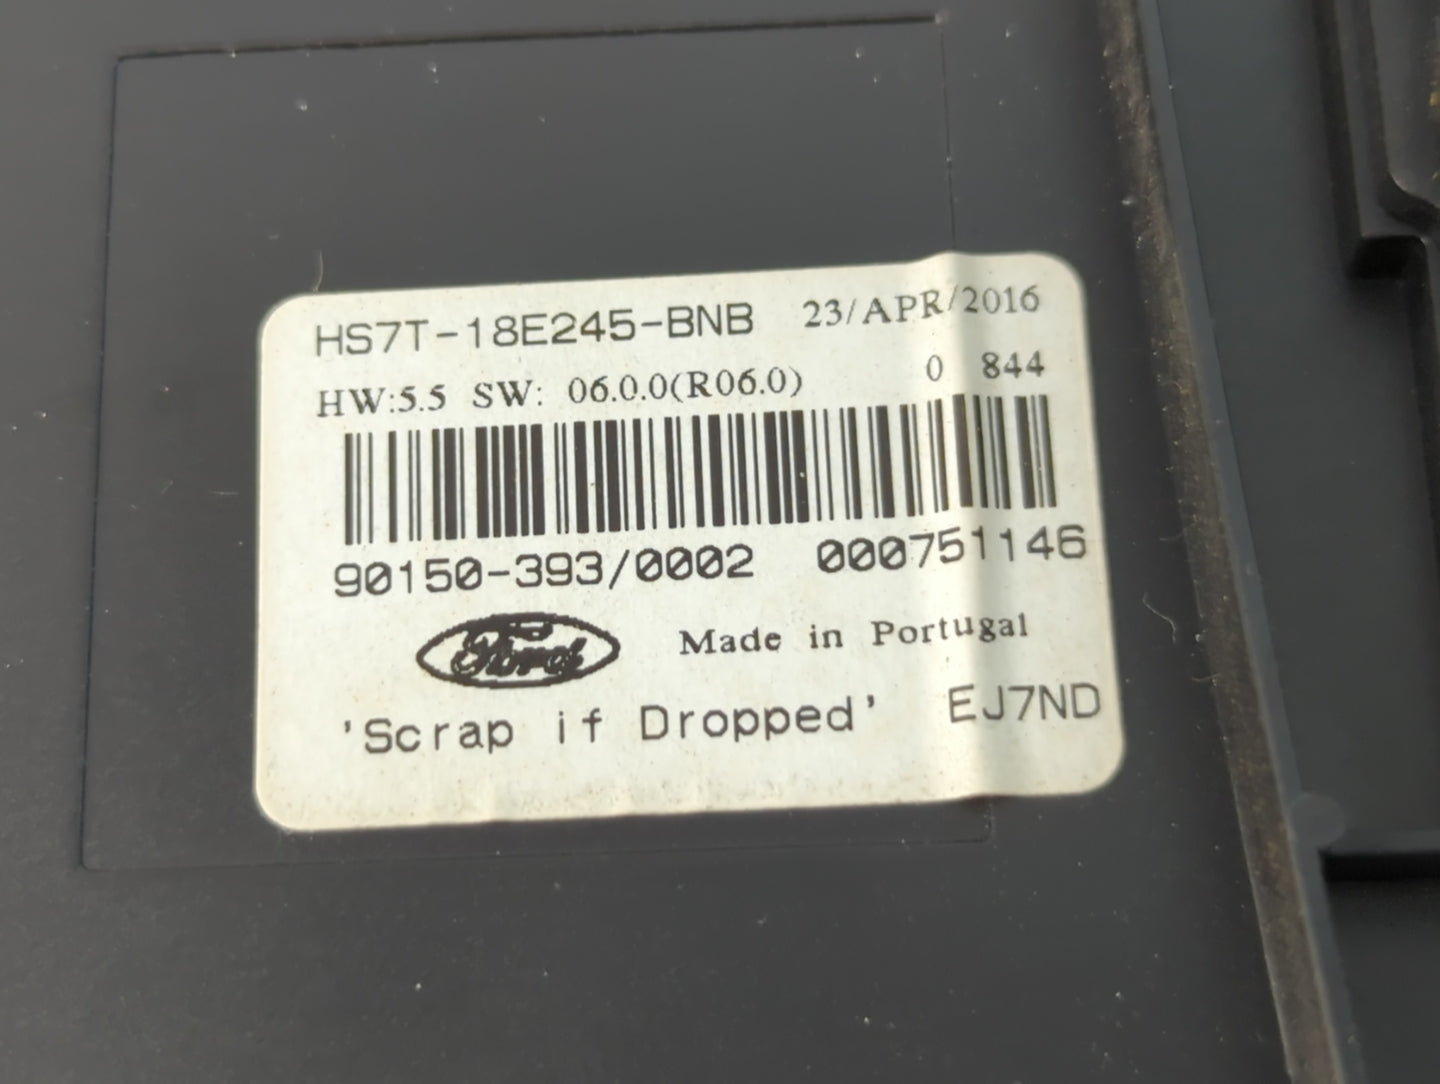 HS7T-18E245-BNB 23/APR/2016
HW:5.5 SW: 06.0.0(R06.0) 0 844
90150-393/0002 000751146
Ford Made in Portugal
'Scrap if Dropped' EJ7ND